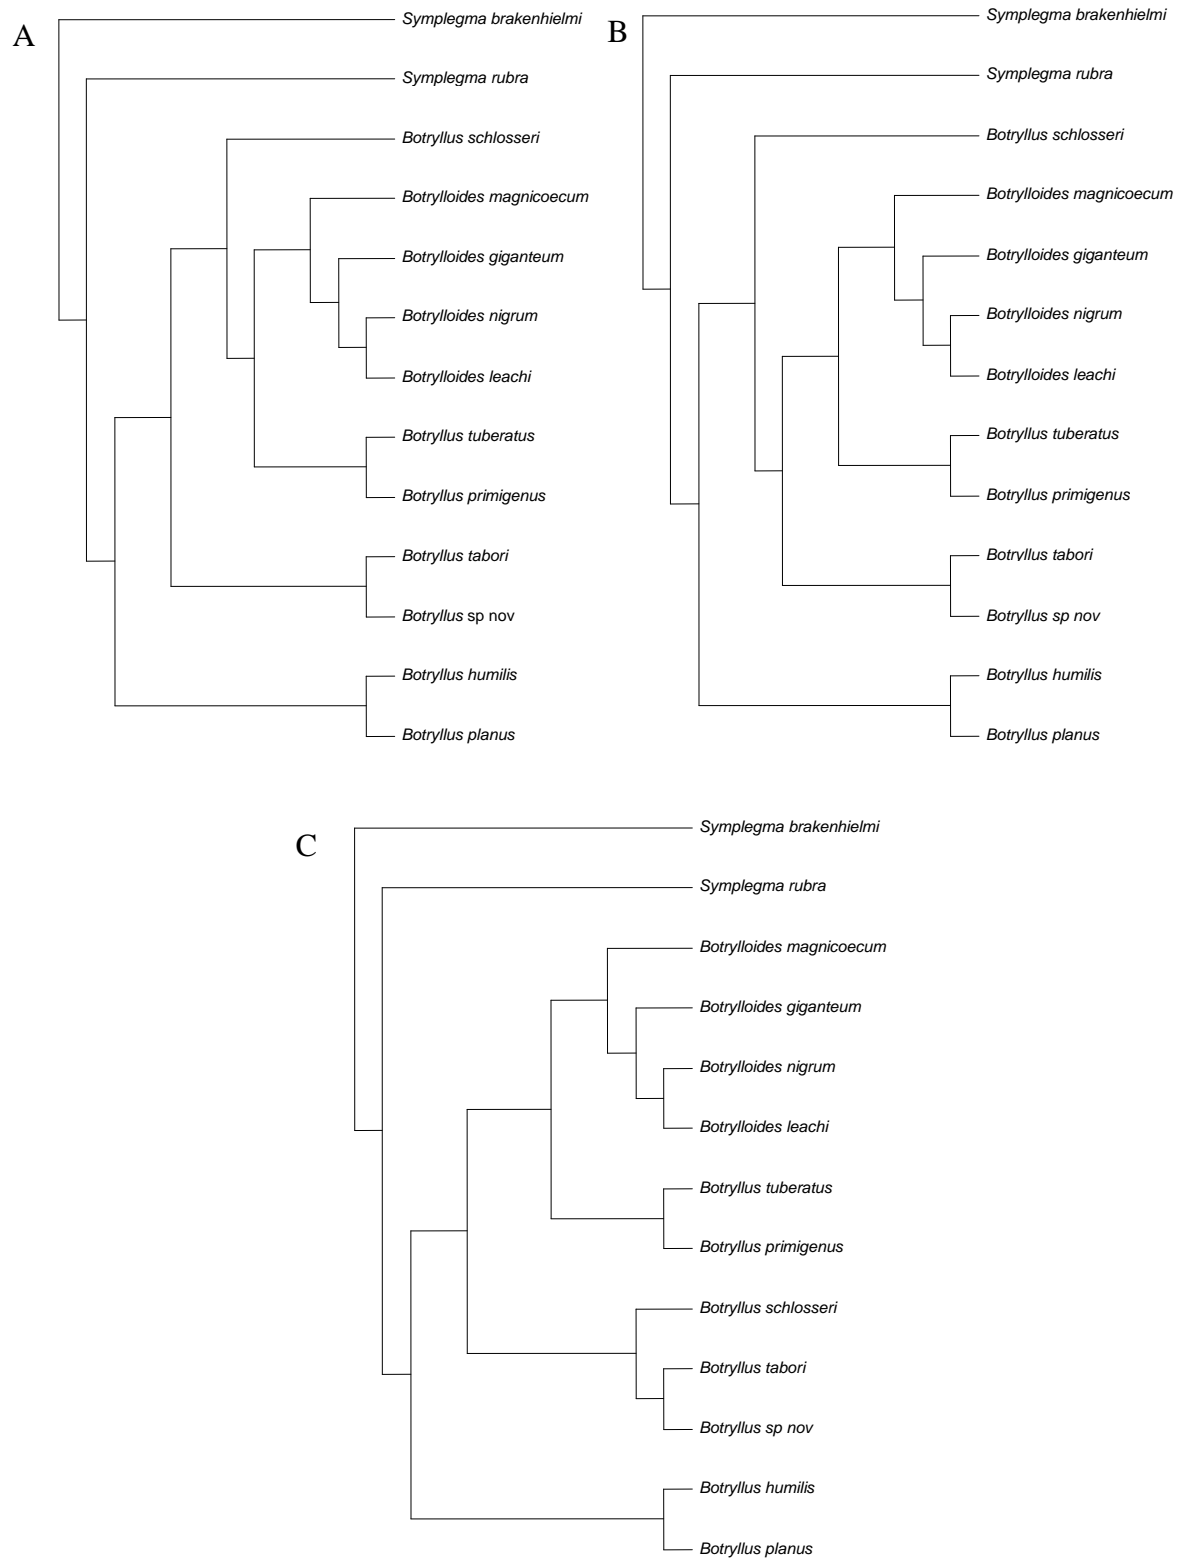 A
Symplegma brakenhielmi
Symplegma rubra
Botryllus schlosseri
Botrylloides magnicoecum
Botrylloides giganteum
Botrylloides nigrum
Botrylloides leachi
Botryllus tuberatus
Botryllus primigenus
Botryllus tabori
Botryllus sp nov
Botryllus humilis
Botryllus planus
B
Symplegma brakenhielmi
Symplegma rubra
Botryllus schlosseri
Botrylloides magnicoecum
Botrylloides giganteum
Botrylloides nigrum
Botrylloides leachi
Botryllus tuberatus
Botryllus primigenus
Botryllus tabori
Botryllus sp nov
Botryllus humilis
Botryllus planus
C
Symplegma brakenhielmi
Symplegma rubra
Botrylloides magnicoecum
Botrylloides giganteum
Botrylloides nigrum
Botrylloides leachi
Botryllus tuberatus
Botryllus primigenus
Botryllus schlosseri
Botryllus tabori
Botryllus sp nov
Botryllus humilis
Botryllus planus